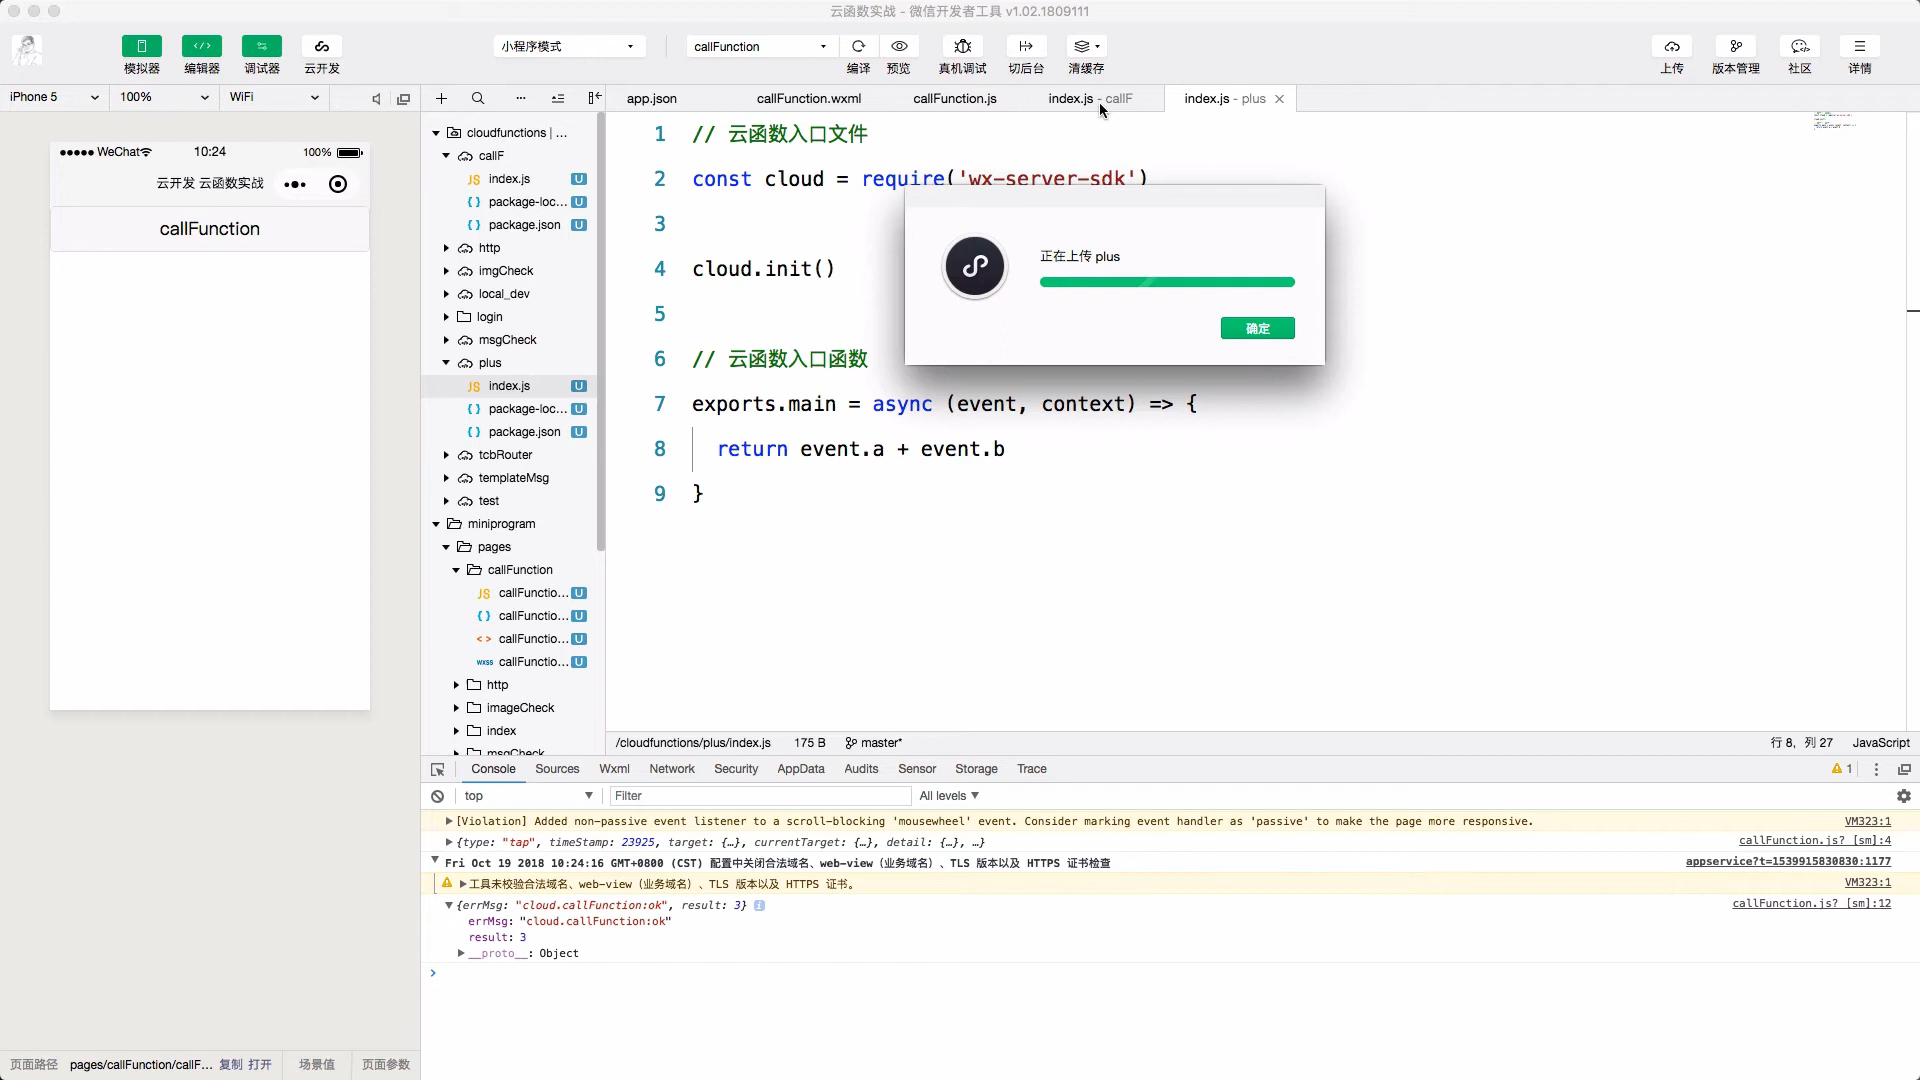 云函数实战 - 微信开发者工具 v1.02.1809111
模拟器 编辑器 调试器 云开发
小程序模式
callFunction
编译 预览 真机调试 切后台 清缓存
上传 版本管理 社区 详情
iPhone 5 100% WiFi
app.json callFunction.wxml callFunction.js index.js - callF index.js - plus
WeChat 10:24 100%
云开发 云函数实战
callFunction
cloudfunctions | ...
callF
JS index.js U
{ } package-loc... U
{ } package.json U
http
imgCheck
local_dev
login
msgCheck
plus
JS index.js U
{ } package-loc... U
{ } package.json U
tcbRouter
templateMsg
test
miniprogram
pages
callFunction
JS callFunctio... U
{ } callFunctio... U
< > callFunctio... U
wxss callFunctio... U
http
imageCheck
index
msgCheck
1 // 云函数入口文件
2 const cloud = require('wx-server-sdk')
3
4 cloud.init()
5
6 // 云函数入口函数
7 exports.main = async (event, context) => {
8 return event.a + event.b
9 }
正在上传 plus
确定
/cloudfunctions/plus/index.js 175 B master* 行 8，列 27 JavaScript
Console Sources Wxml Network Security AppData Audits Sensor Storage Trace 1
top Filter All levels
[Violation] Added non-passive event listener to a scroll-blocking 'mousewheel' event. Consider marking event handler as 'passive' to make the page more responsive. VM323:1
{type: "tap", timeStamp: 23925, target: {…}, currentTarget: {…}, detail: {…}, …} callFunction.js? [sm]:4
Fri Oct 19 2018 10:24:16 GMT+0800 (CST) 配置中关闭合法域名、web-view（业务域名）、TLS 版本以及 HTTPS 证书检查 appservice?t=1539915830830:1177
工具未校验合法域名、web-view（业务域名）、TLS 版本以及 HTTPS 证书。 VM323:1
{errMsg: "cloud.callFunction:ok", result: 3} i callFunction.js? [sm]:12
errMsg: "cloud.callFunction:ok"
result: 3
__proto__: Object
页面路径 pages/callFunction/callF... 复制 打开 场景值 页面参数